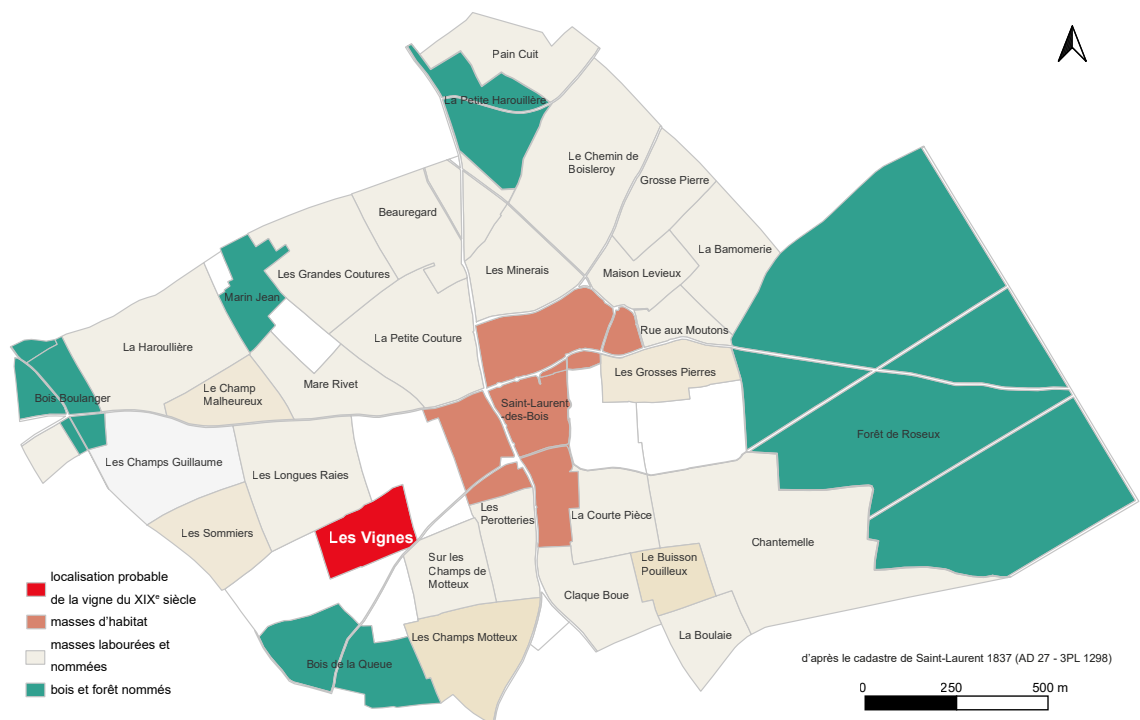 Pain Cuit
La Petite Harouillère
Le Chemin de
Boisleroy
Grosse Pierre
Beauregard
La Bamomerie
Les Grandes Coutures
Les Minerais
Maison Levieux
Marin Jean
La Petite Couture
Rue aux Moutons
La Haroullière
Les Grosses Pierres
Mare Rivet
Le Champ
Malheureux
Bois Boulanger
Saint-Laurent
-des-Bois
Forêt de Roseux
Les Champs Guillaume
Les Longues Raies
Les
Perotteries
La Courte Pièce
Les Sommiers
Les Vignes
Chantemelle
Sur les
Champs de
Motteux
Le Buisson
Pouilleux
Claque Boue
Les Champs Motteux
La Boulaie
Bois de la Queue
localisation probable
de la vigne du XIXe siècle
masses d'habitat
masses labourées et
nommées
bois et forêt nommés
d'après le cadastre de Saint-Laurent 1837 (AD 27 - 3PL 1298)
0 250 500 m